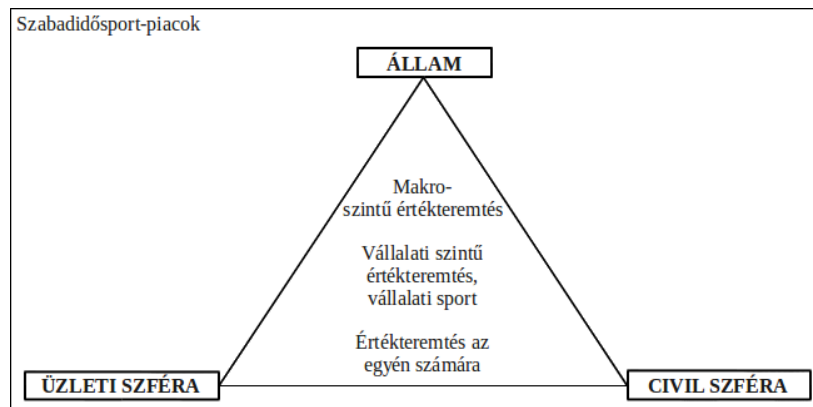 Szabadidősport-piacok
ÁLLAM
Makro-
szintű értékteremtés
Vállalati szintű
értékteremtés,
vállalati sport
Értékteremtés az
egyén számára
ÜZLETI SZFÉRA
CIVIL SZFÉRA